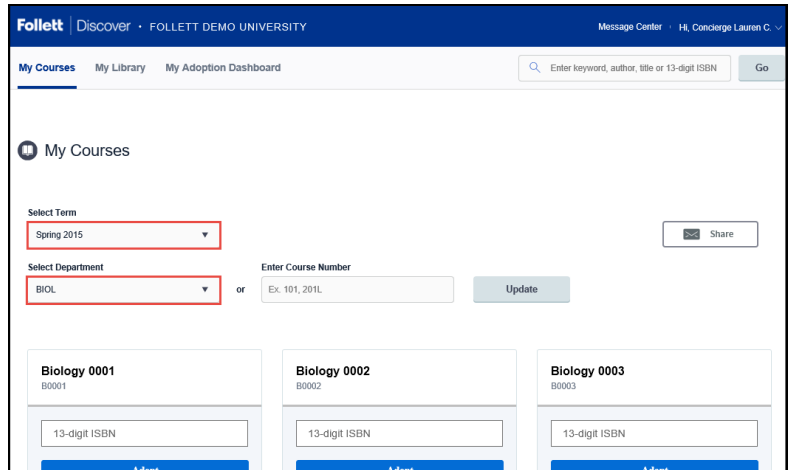 Follett | Discover • FOLLETT DEMO UNIVERSITY Message Center Hi, Concierge Lauren C.
My Courses My Library My Adoption Dashboard Enter keyword, author, title or 13-digit ISBN Go
My Courses
Select Term
Spring 2015 Share
Select Department Enter Course Number
BIOL or Ex. 101, 201L Update
Biology 0001 Biology 0002 Biology 0003
B0001 B0002 B0003
13-digit ISBN 13-digit ISBN 13-digit ISBN
Adopt Adopt Adopt